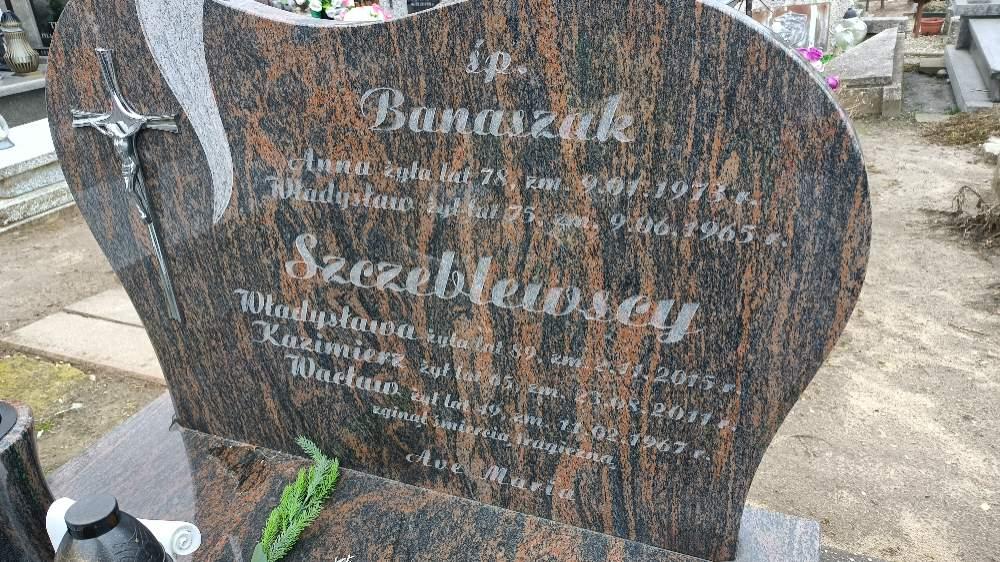 śp.
Banaszak
Anna żyła lat 78, zm. 9.01.1973 r.
Władysław żył lat 75, zm. 9.06.1965 r.
Szczeblewscy
Władysława żyła lat 89, zm. 2.11.2015 r.
Kazimierz żył lat 85, zm. 23.08.2011 r.
Wacław żył lat 49, zm. 11.02.1967 r.
zginął śmiercią tragiczną
Ave Maria